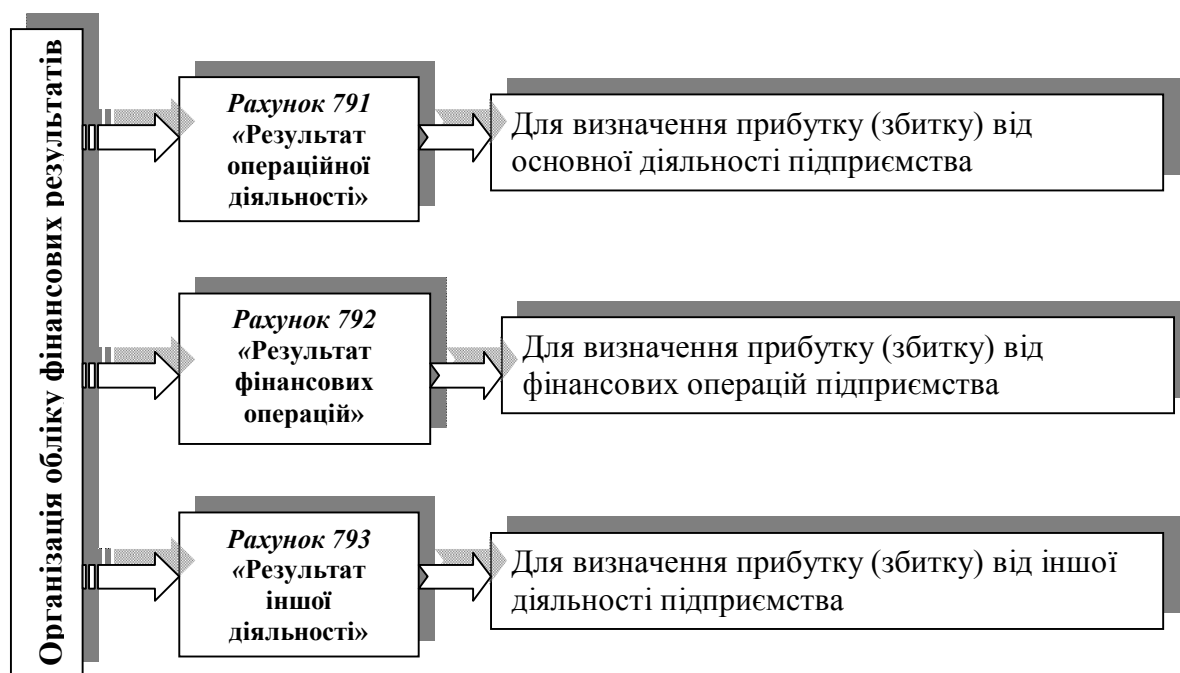 Організація обліку фінансових результатів
Рахунок 791
«Результат
операційної
діяльності»
Для визначення прибутку (збитку) від
основної діяльності підприємства
Рахунок 792
«Результат
фінансових
операцій»
Для визначення прибутку (збитку) від
фінансових операцій підприємства
Рахунок 793
«Результат
іншої
діяльності»
Для визначення прибутку (збитку) від іншої
діяльності підприємства